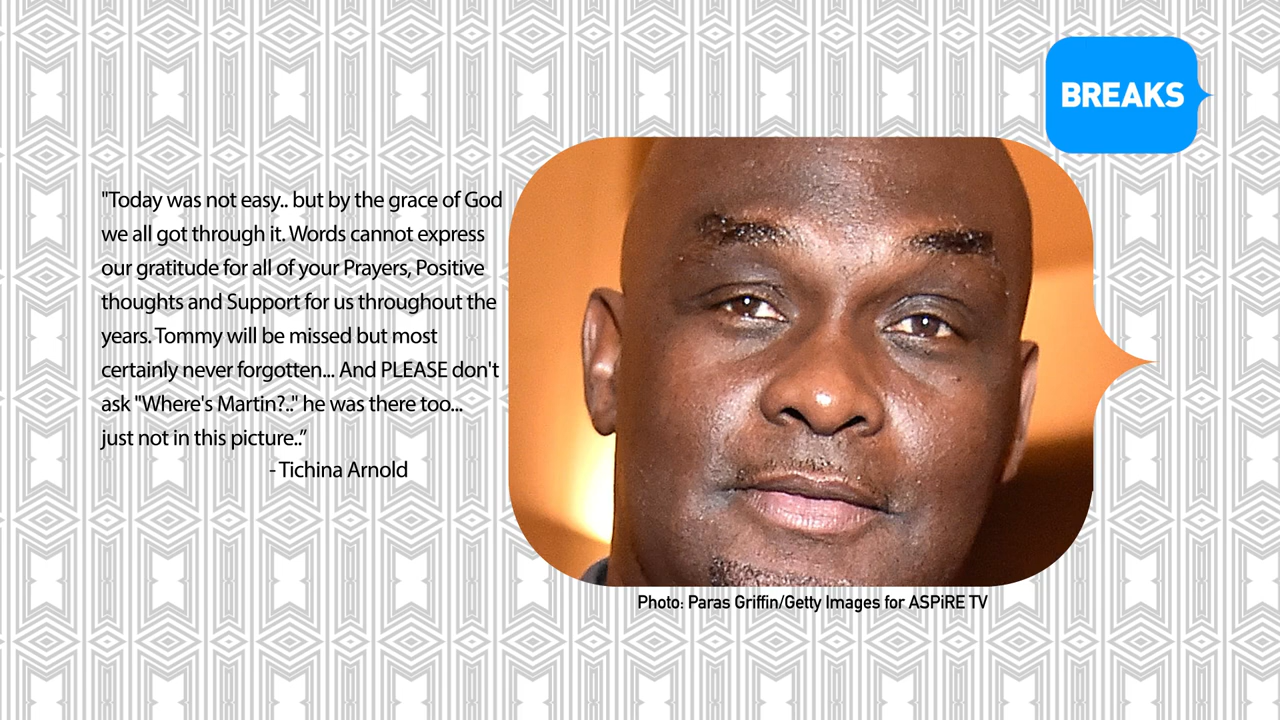 BREAKS
"Today was not easy.. but by the grace of God
we all got through it. Words cannot express
our gratitude for all of your Prayers, Positive
thoughts and Support for us throughout the
years. Tommy will be missed but most
certainly never forgotten... And PLEASE don't
ask "Where's Martin?.." he was there too...
just not in this picture..”
- Tichina Arnold
Photo: Paras Griffin/Getty Images for ASPiRE TV